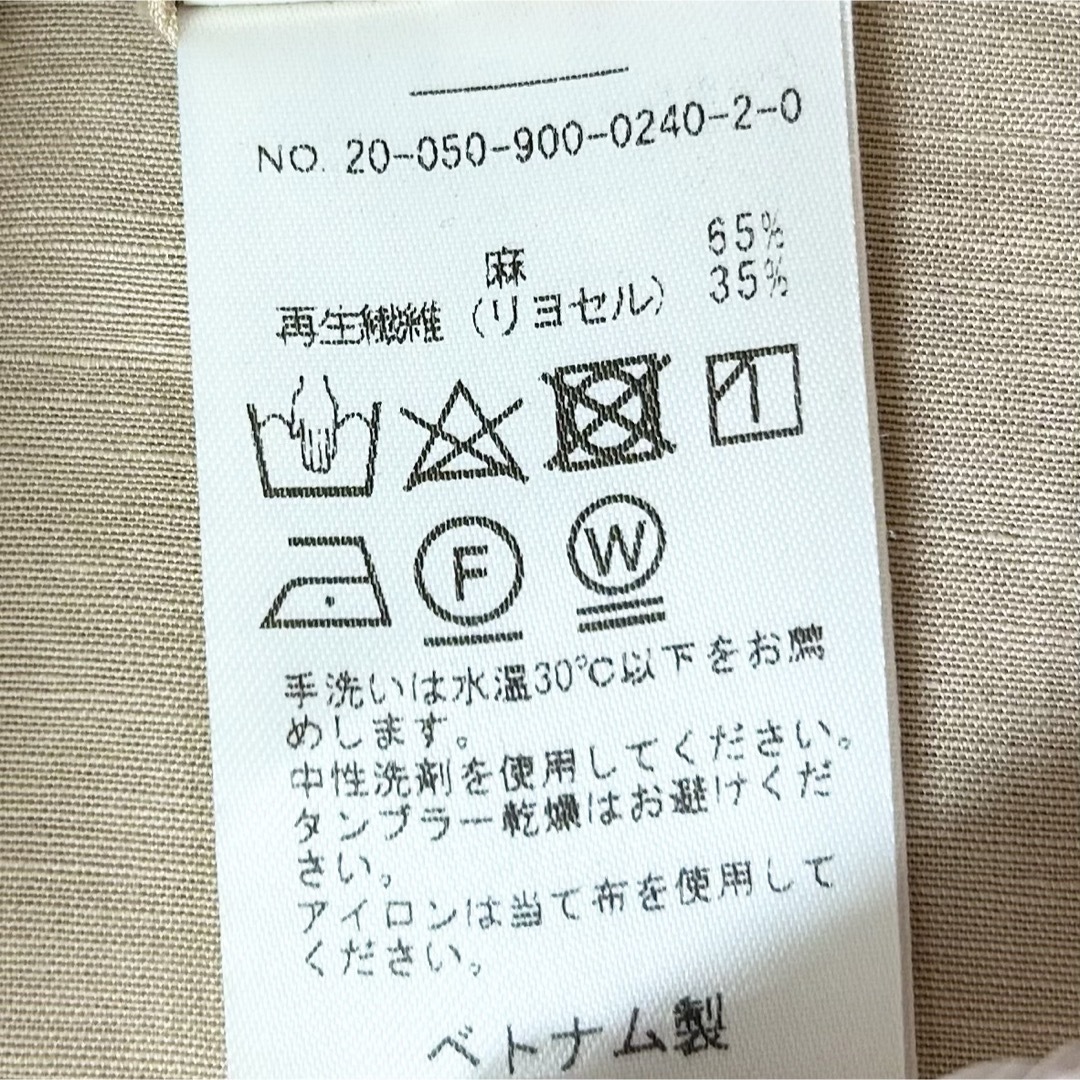 NO. 20-050-900-0240-2-0
麻 65%
再生繊維（リヨセル） 35%
F W
手洗いは水温30℃以下をお薦
めします。
中性洗剤を使用してください。
タンブラー乾燥はお避けくだ
さい。
アイロンは当て布を使用して
ください。
ベトナム製